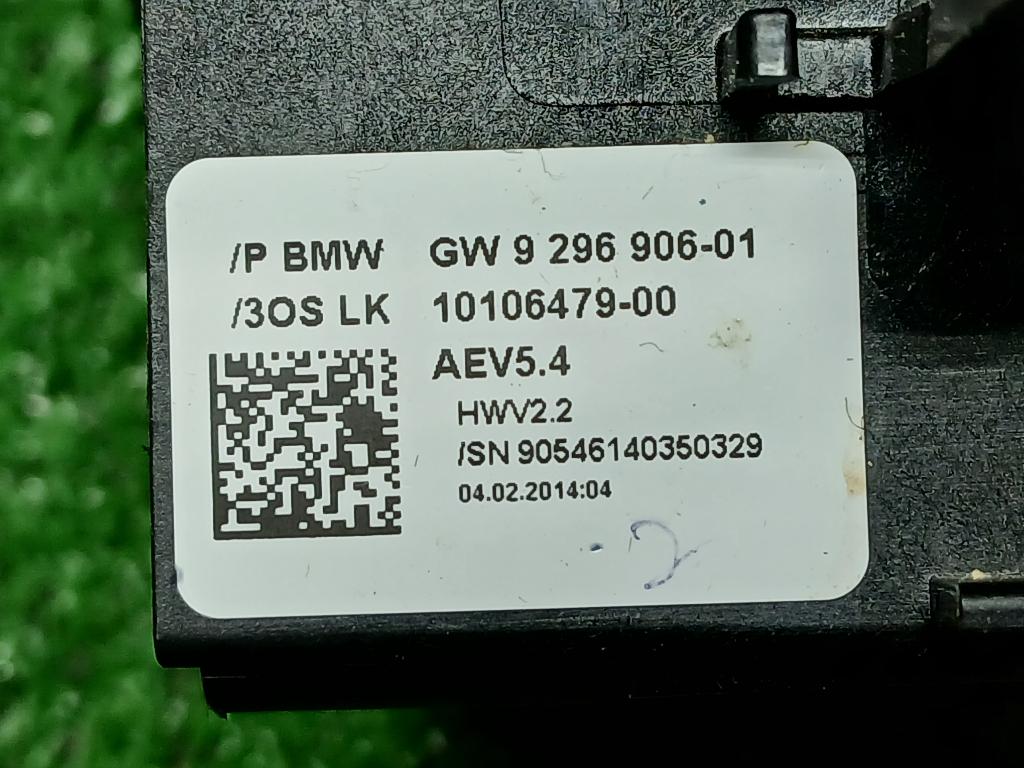 /P BMW GW 9 296 906-01
/3OS LK 10106479-00
AEV5.4
HWV2.2
/SN 90546140350329
04.02.2014:04